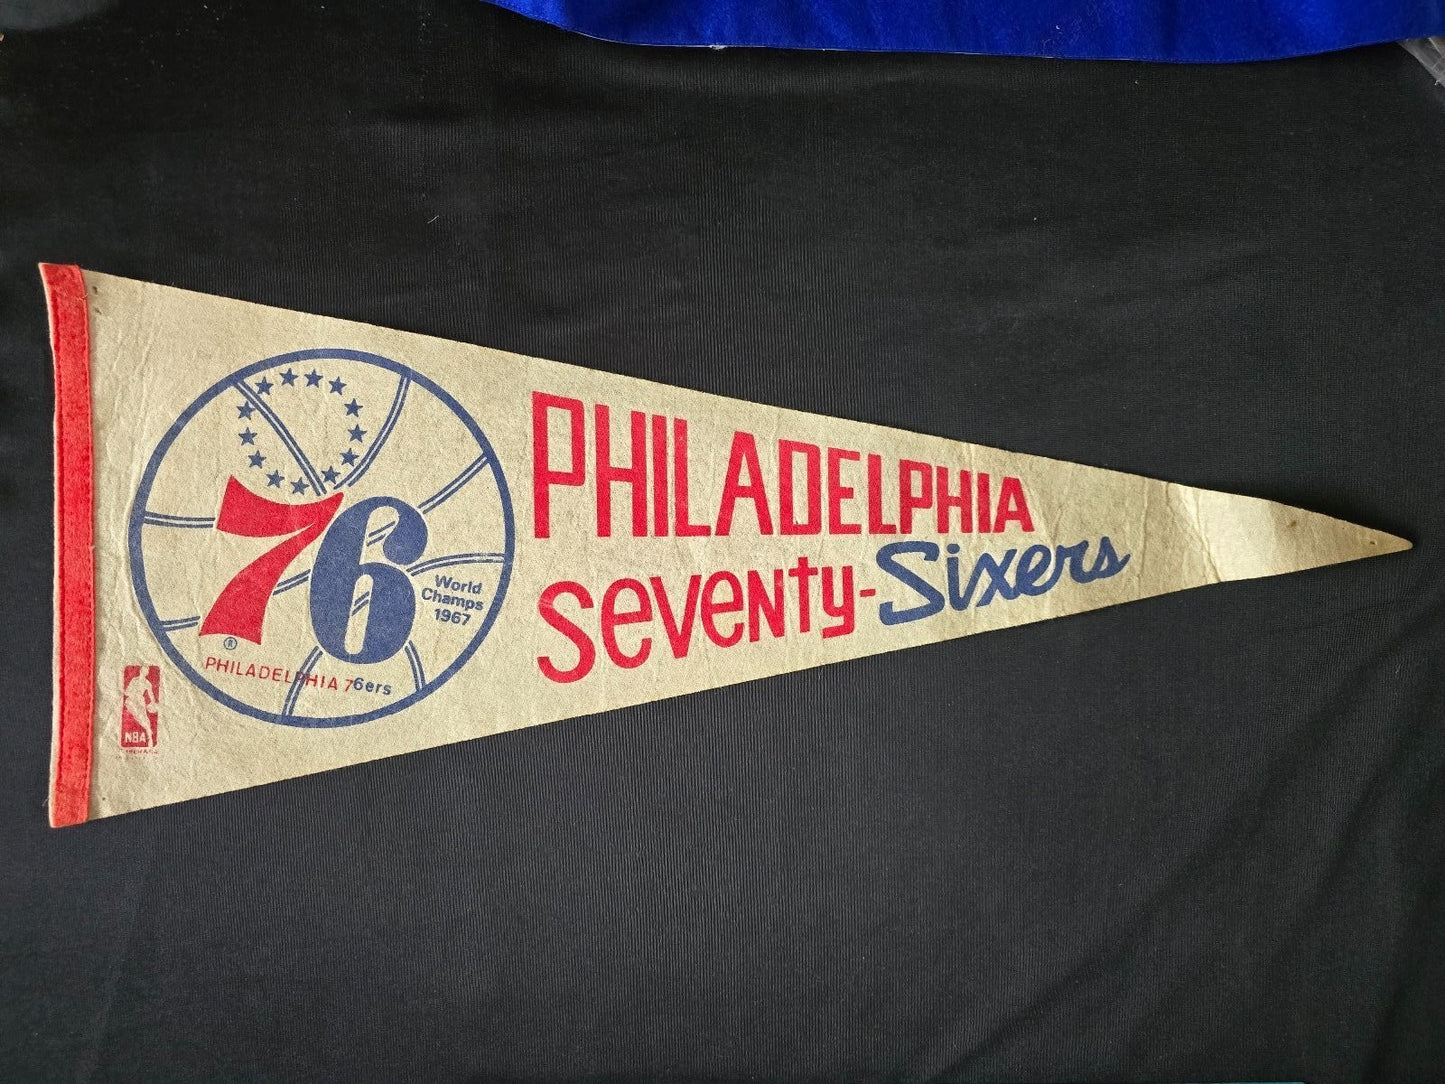 PHILADELPHIA
Seventy-Sixers
76
World
Champs
1967
®
PHILADELPHIA 76ers
NBA